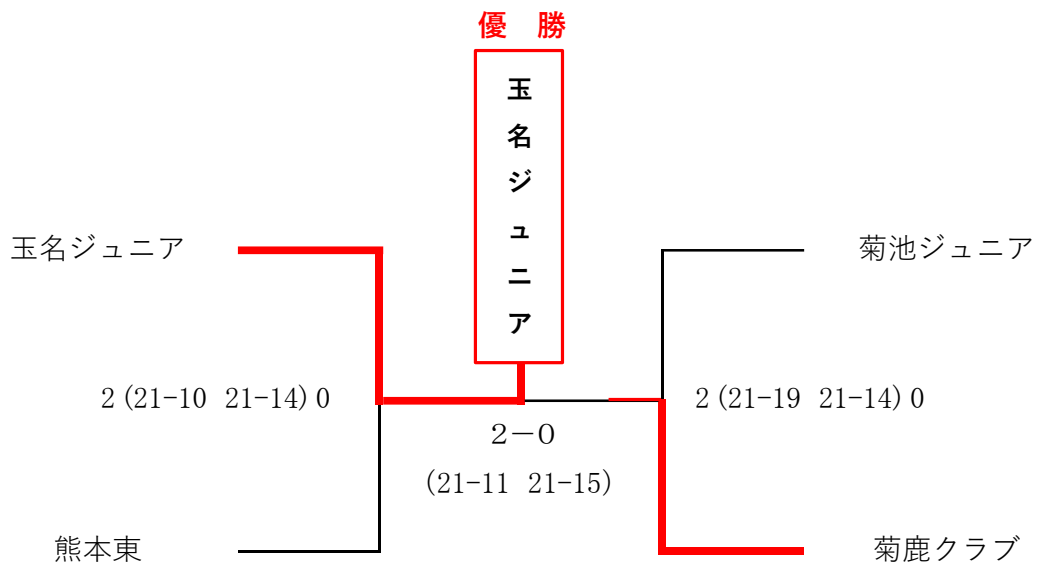 優 勝
玉名ジュニア
玉名ジュニア
菊池ジュニア
2(21-10 21-14)0
2(21-19 21-14)0
2－0
(21-11 21-15)
熊本東
菊鹿クラブ